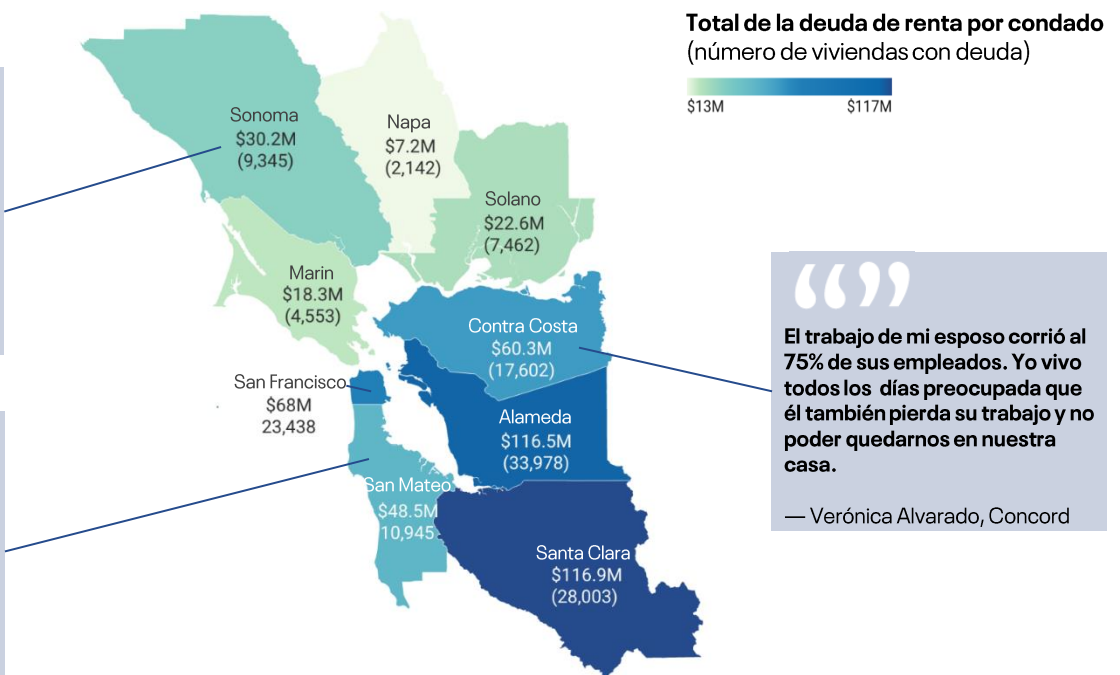 Total de la deuda de renta por condado
(número de viviendas con deuda)
$13M
$117M
Sonoma
$30.2M
(9,345)
Napa
$7.2M
(2,142)
Solano
$22.6M
(7,462)
Marin
$18.3M
(4,553)
Contra Costa
$60.3M
(17,602)
San Francisco
$68M
23,438
Alameda
$116.5M
(33,978)
San Mateo
$48.5M
10,945
Santa Clara
$116.9M
(28,003)
“”
El trabajo de mi esposo corrió al
75% de sus empleados. Yo vivo
todos los días preocupada que
él también pierda su trabajo y no
poder quedarnos en nuestra
casa.
— Verónica Alvarado, Concord